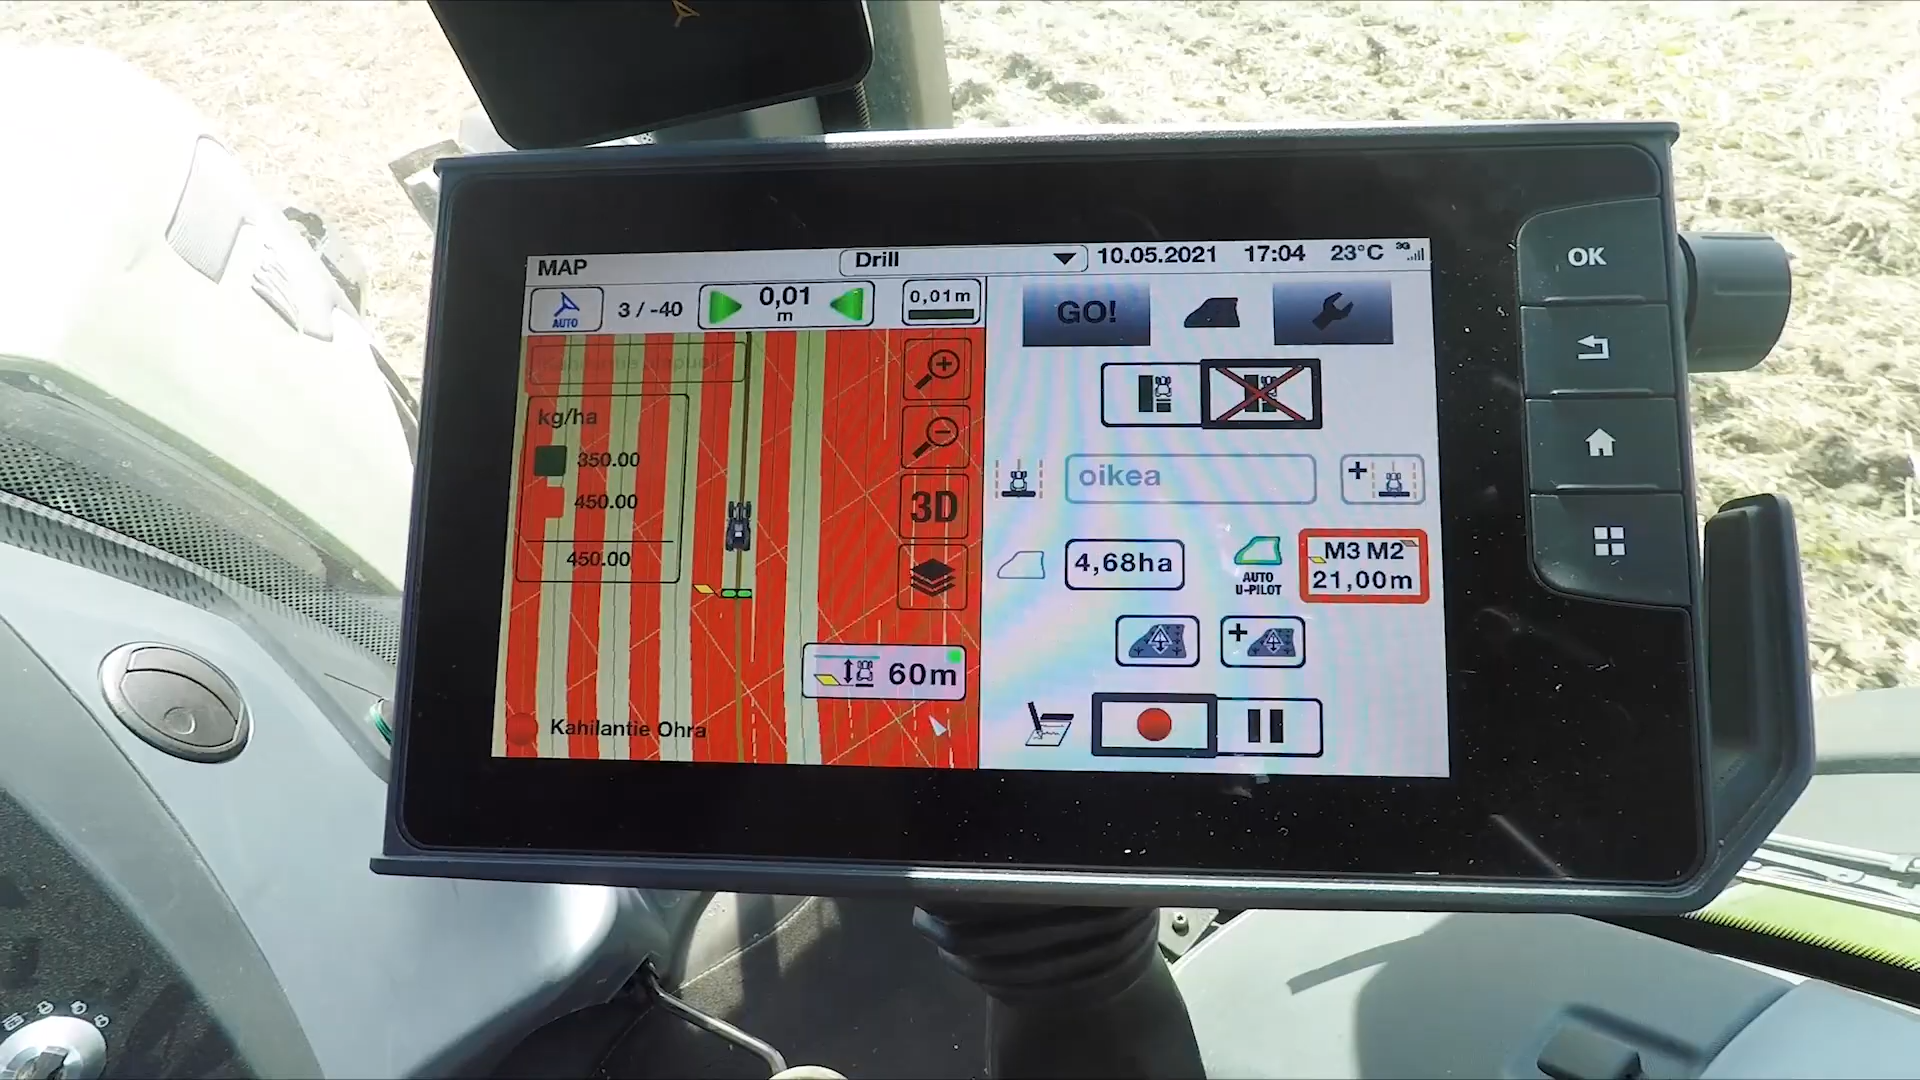 MAP
Drill
10.05.2021
17:04
23°C
3G
AUTO
3 / -40
0,01
m
0,01m
GO!
kg/ha
350.00
450.00
450.00
3D
60m
Kahilantie Ohra
oikea
4,68ha
AUTO
U-PILOT
M3 M2
21,00m
OK